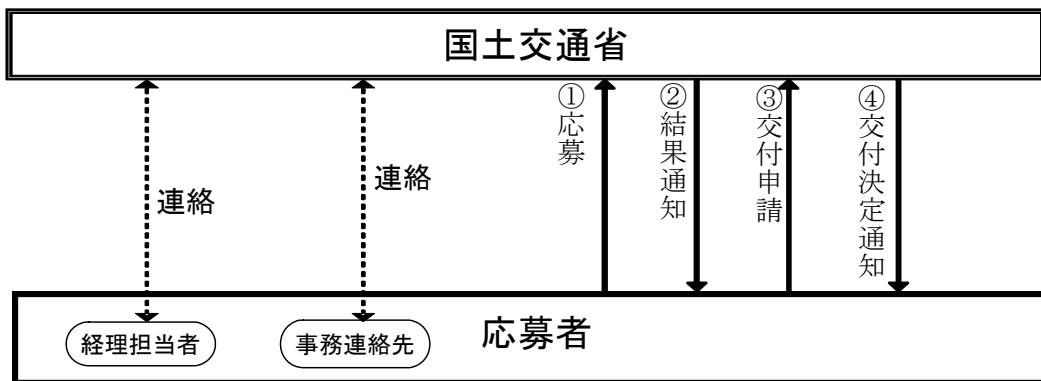 国土交通省
①応募
②結果通知
③交付申請
④交付決定通知
連絡
連絡
応募者
経理担当者
事務連絡先